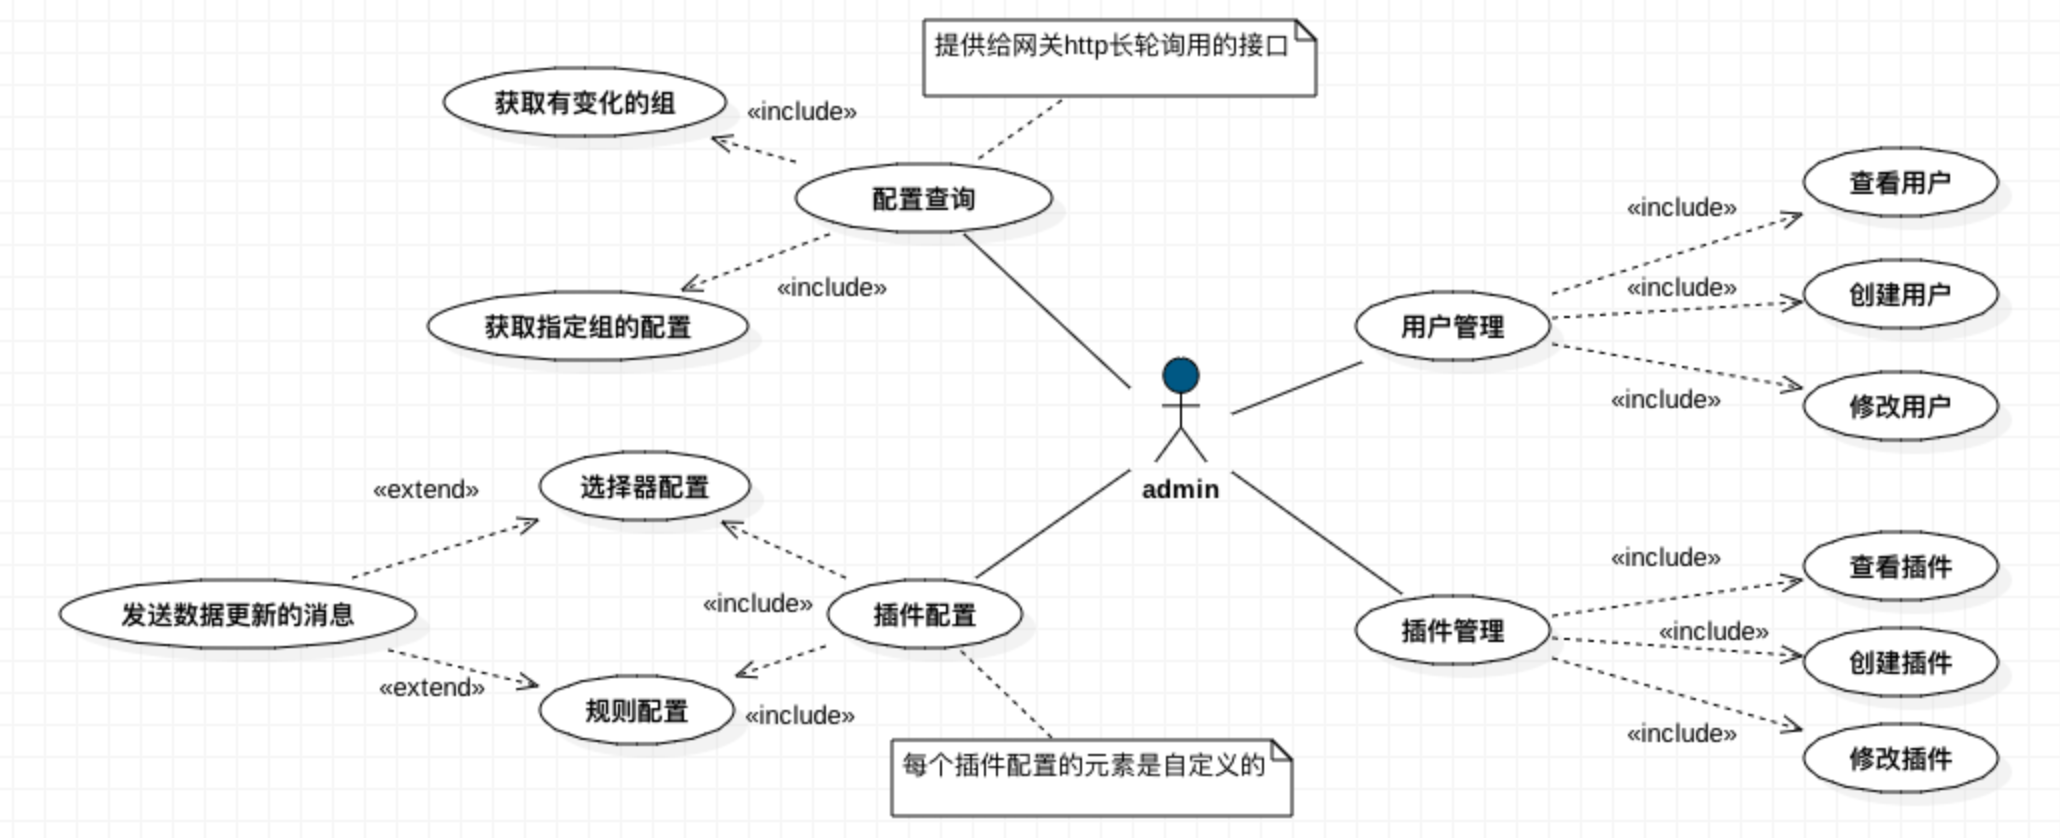 提供给网关http长轮询用的接口
获取有变化的组
«include»
配置查询
«include»
获取指定组的配置
查看用户
«include»
«include»
创建用户
用户管理
«include»
修改用户
admin
«extend»
选择器配置
«include»
发送数据更新的消息
插件配置
«extend»
规则配置
«include»
每个插件配置的元素是自定义的
«include»
查看插件
插件管理
«include»
创建插件
«include»
修改插件